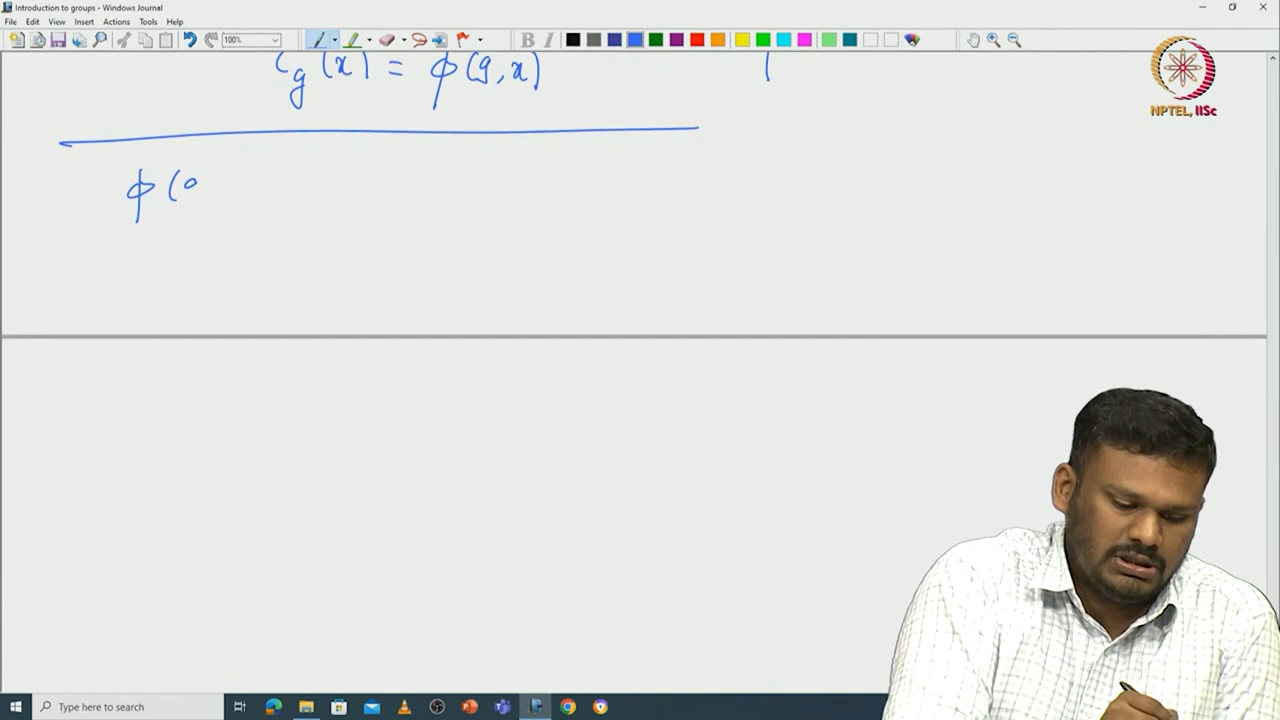 Introduction to groups - Windows Journal
File Edit View Insert Actions Tools Help
100% B I
g (x) = ϕ(g, x)
ϕ (
NPTEL, IISc
Type here to search